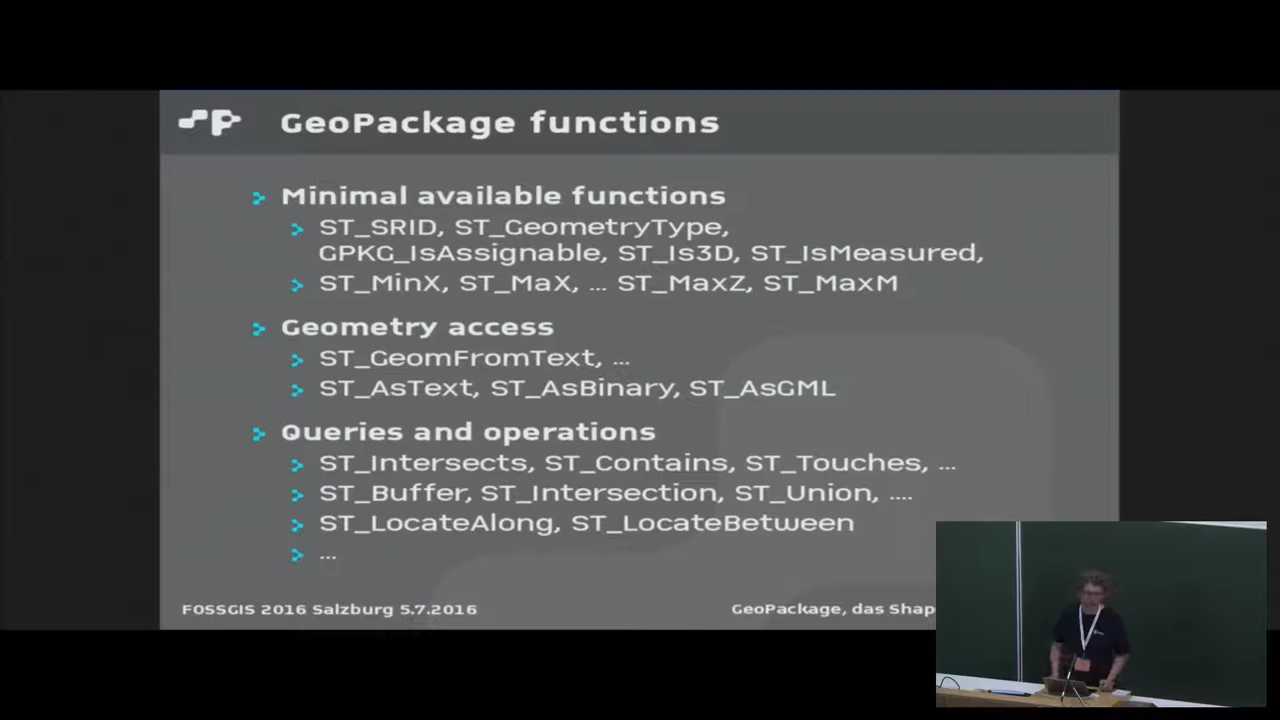 GeoPackage functions
Minimal available functions
ST_SRID, ST_GeometryType,
GPKG_IsAssignable, ST_Is3D, ST_IsMeasured,
ST_MinX, ST_MaX, ... ST_MaxZ, ST_MaxM
Geometry access
ST_GeomFromText, ...
ST_AsText, ST_AsBinary, ST_AsGML
Queries and operations
ST_Intersects, ST_Contains, ST_Touches, ...
ST_Buffer, ST_Intersection, ST_Union, ....
ST_LocateAlong, ST_LocateBetween
...
FOSSGIS 2016 Salzburg 5.7.2016
GeoPackage, das Shap